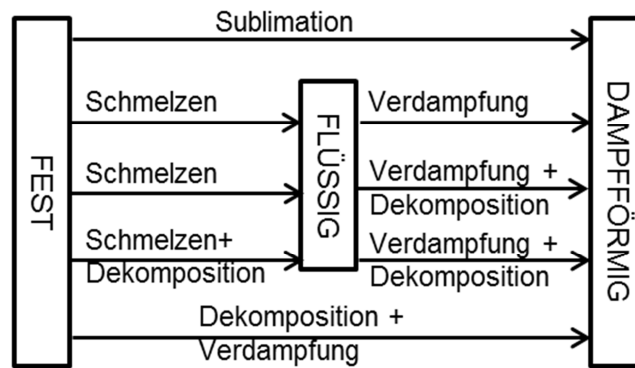 Sublimation
Schmelzen
Verdampfung
Schmelzen
Verdampfung +
Dekomposition
Schmelzen+
Dekomposition
Verdampfung +
Dekomposition
Dekomposition +
Verdampfung
FEST
FLÜSSIG
DAMPFFÖRMIG